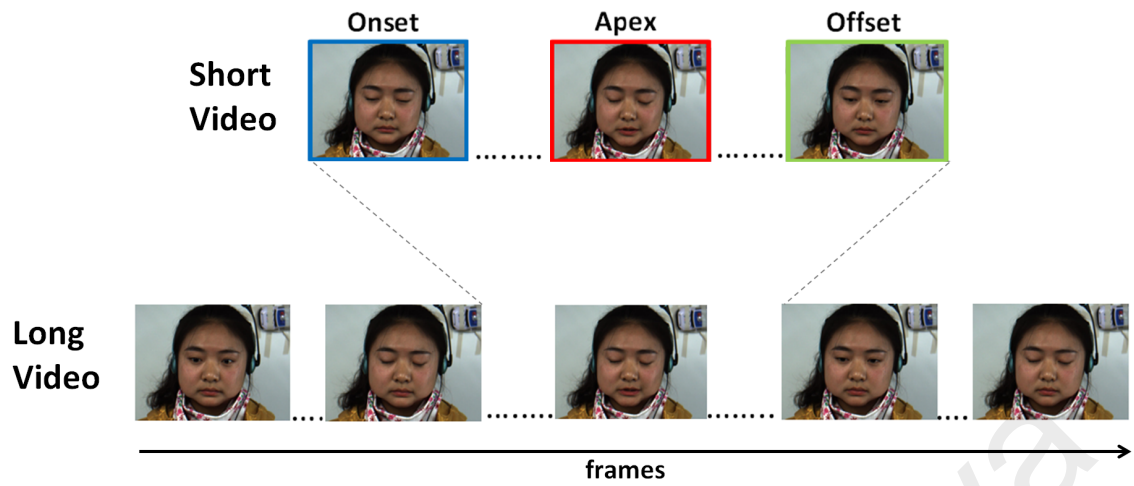 Onset Apex Offset
Short
Video
........ ........
Long
Video
.... ........ ........ ....
frames